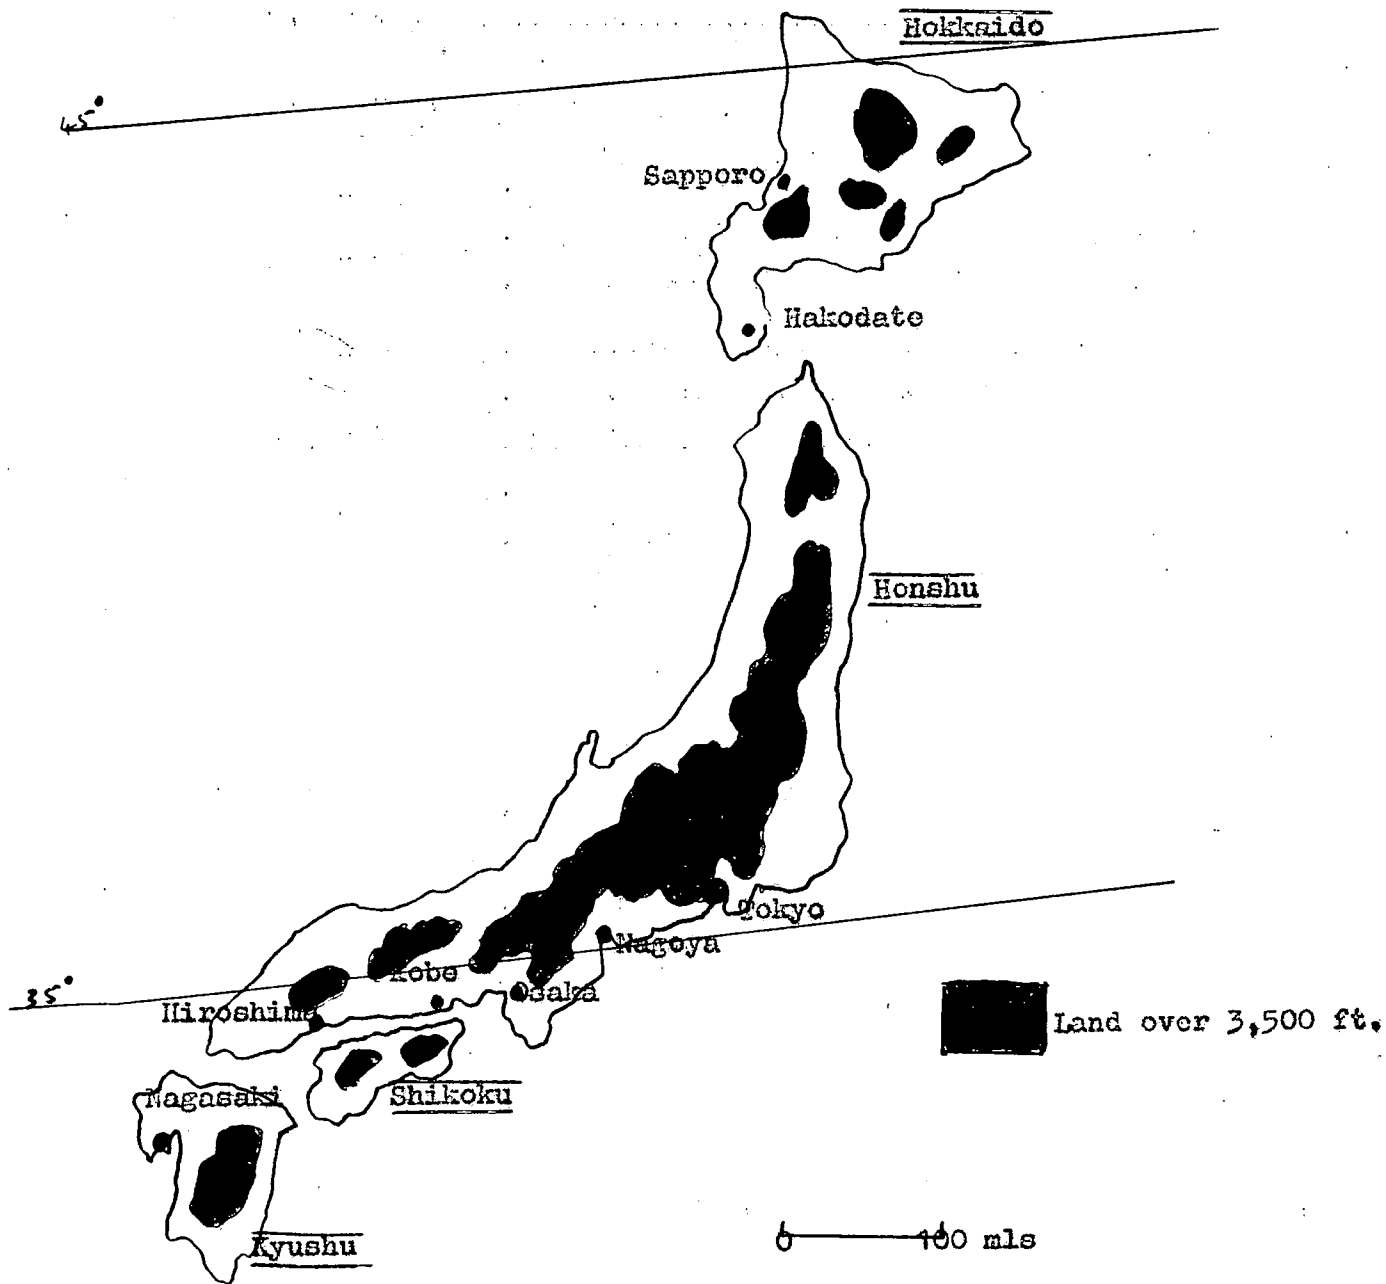 Hokkaido
45°
Sapporo
Hakodate
Honshu
Tokyo
Nagoya
Kobe
35°
Osaka
Hiroshima
Land over 3,500 ft.
Nagasaki
Shikoku
Kyushu
0 100 mls